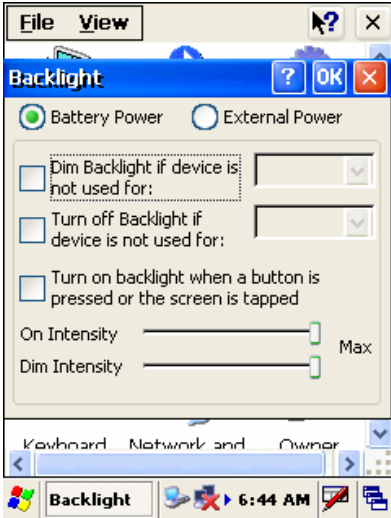 File View
Backlight ? OK
Battery Power External Power
Dim Backlight if device is
not used for:
Turn off Backlight if
device is not used for:
Turn on backlight when a button is
pressed or the screen is tapped
On Intensity
Max
Dim Intensity
Keyboard Network and Owner
Backlight 6:44 AM